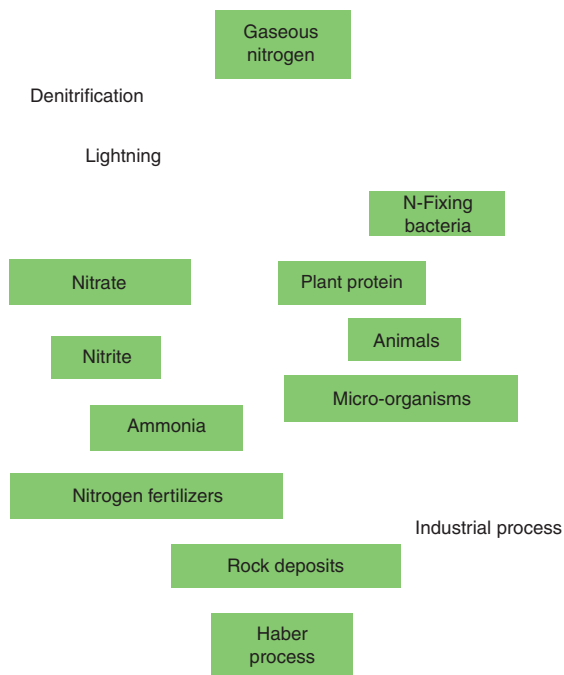 Gaseous
nitrogen
Denitrification
Lightning
N-Fixing
bacteria
Nitrate
Plant protein
Animals
Nitrite
Micro-organisms
Ammonia
Nitrogen fertilizers
Industrial process
Rock deposits
Haber
process